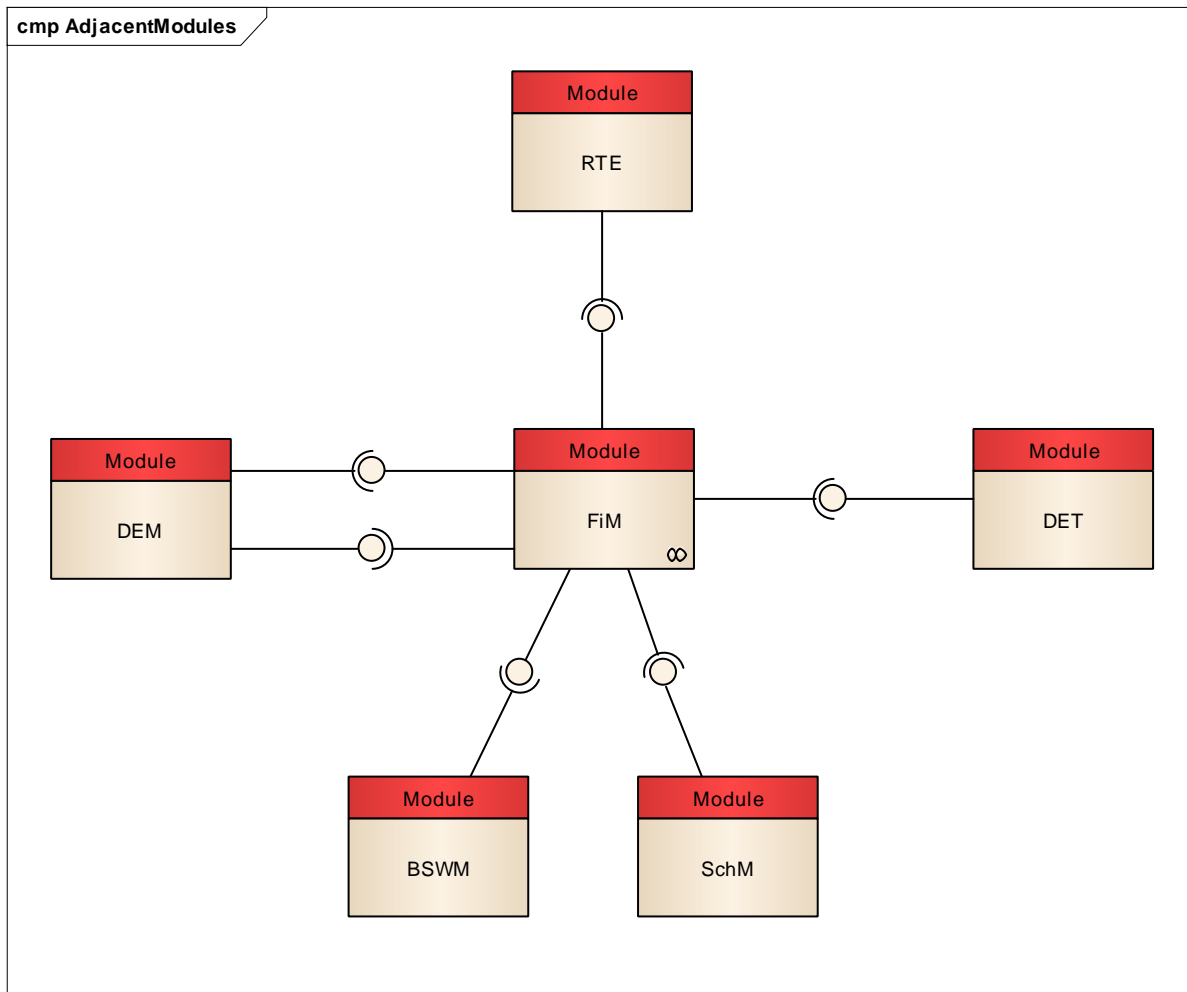 cmp AdjacentModules
Module
RTE
Module
DEM
Module
FiM
Module
DET
Module
BSWM
Module
SchM